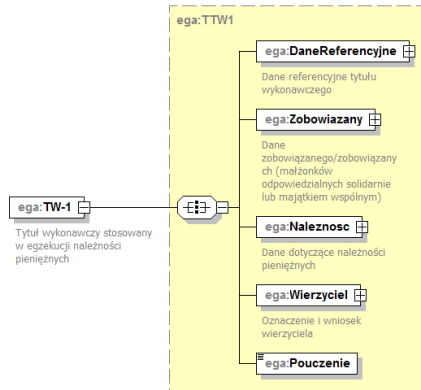 ega:TTW1
ega:DaneReferencyjne
Dane referencyjne tytułu
wykonawczego
ega:Zobowiazany
Dane
zobowiązanego/zobowiązany
ch (małżonków
odpowiedzialnych solidarnie
lub majątkiem wspólnym)
ega:TW-1
Tytuł wykonawczy stosowany
w egzekucji należności
pieniężnych
ega:Naleznosc
Dane dotyczące należności
pieniężnych
ega:Wierzyciel
Oznaczenie i wniosek
wierzyciela
ega:Pouczenie